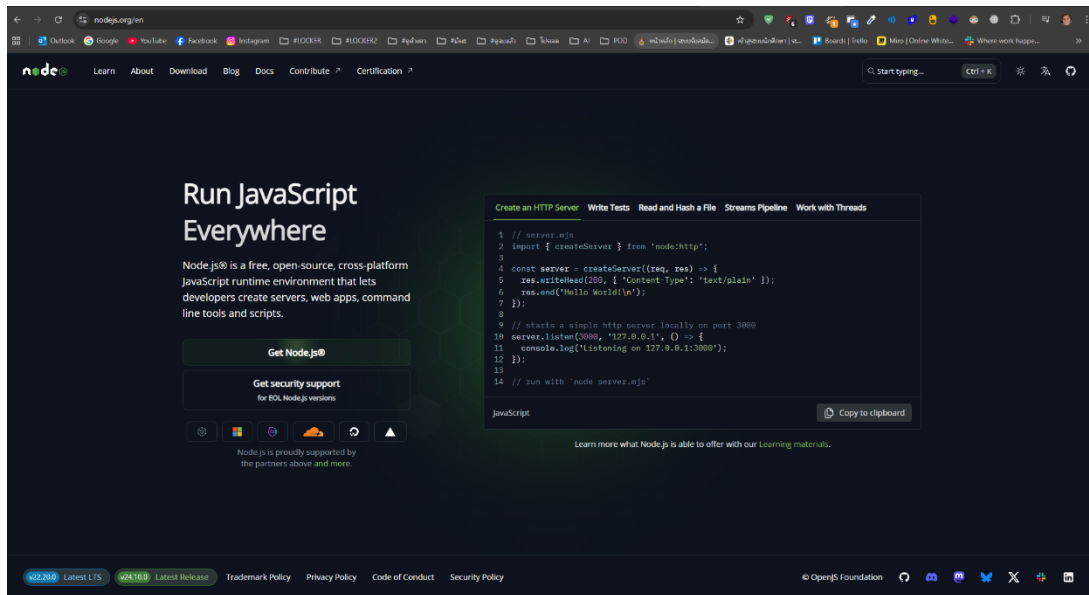 nodejs.org/en
Outlook Google YouTube Facebook Instagram #LOCKER #LOCKER2 AI POO Boards | Trello Miro | Online White... Where work happe...
node Learn About Download Blog Docs Contribute ↗ Certification ↗ Start typing... Ctrl + K
Run JavaScript
Everywhere
Node.js® is a free, open-source, cross-platform
JavaScript runtime environment that lets
developers create servers, web apps, command
line tools and scripts.
Get Node.js®
Get security support
for EOL Node.js versions
Node.js is proudly supported by
the partners above and more.
Create an HTTP Server Write Tests Read and Hash a File Streams Pipeline Work with Threads
1 // server.mjs
2 import { createServer } from 'node:http';
3
4 const server = createServer((req, res) => {
5 res.writeHead(200, { 'Content-Type': 'text/plain' });
6 res.end('Hello World!\n');
7 });
8
9 // starts a simple http server locally on port 3000
10 server.listen(3000, '127.0.0.1', () => {
11 console.log('Listening on 127.0.0.1:3000');
12 });
13
14 // run with `node server.mjs`
JavaScript Copy to clipboard
Learn more what Node.js is able to offer with our Learning materials.
v22.20.0 Latest LTS v24.10.0 Latest Release Trademark Policy Privacy Policy Code of Conduct Security Policy © OpenJS Foundation